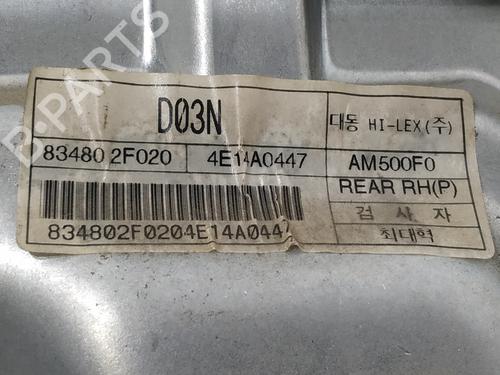 D03N
대동 HI-LEX(주)
83480 2F020 4E14A0447 AM500F0
REAR RH(P)
검 사 자
834802F0204E14A0447
최대혁
B-PARTS